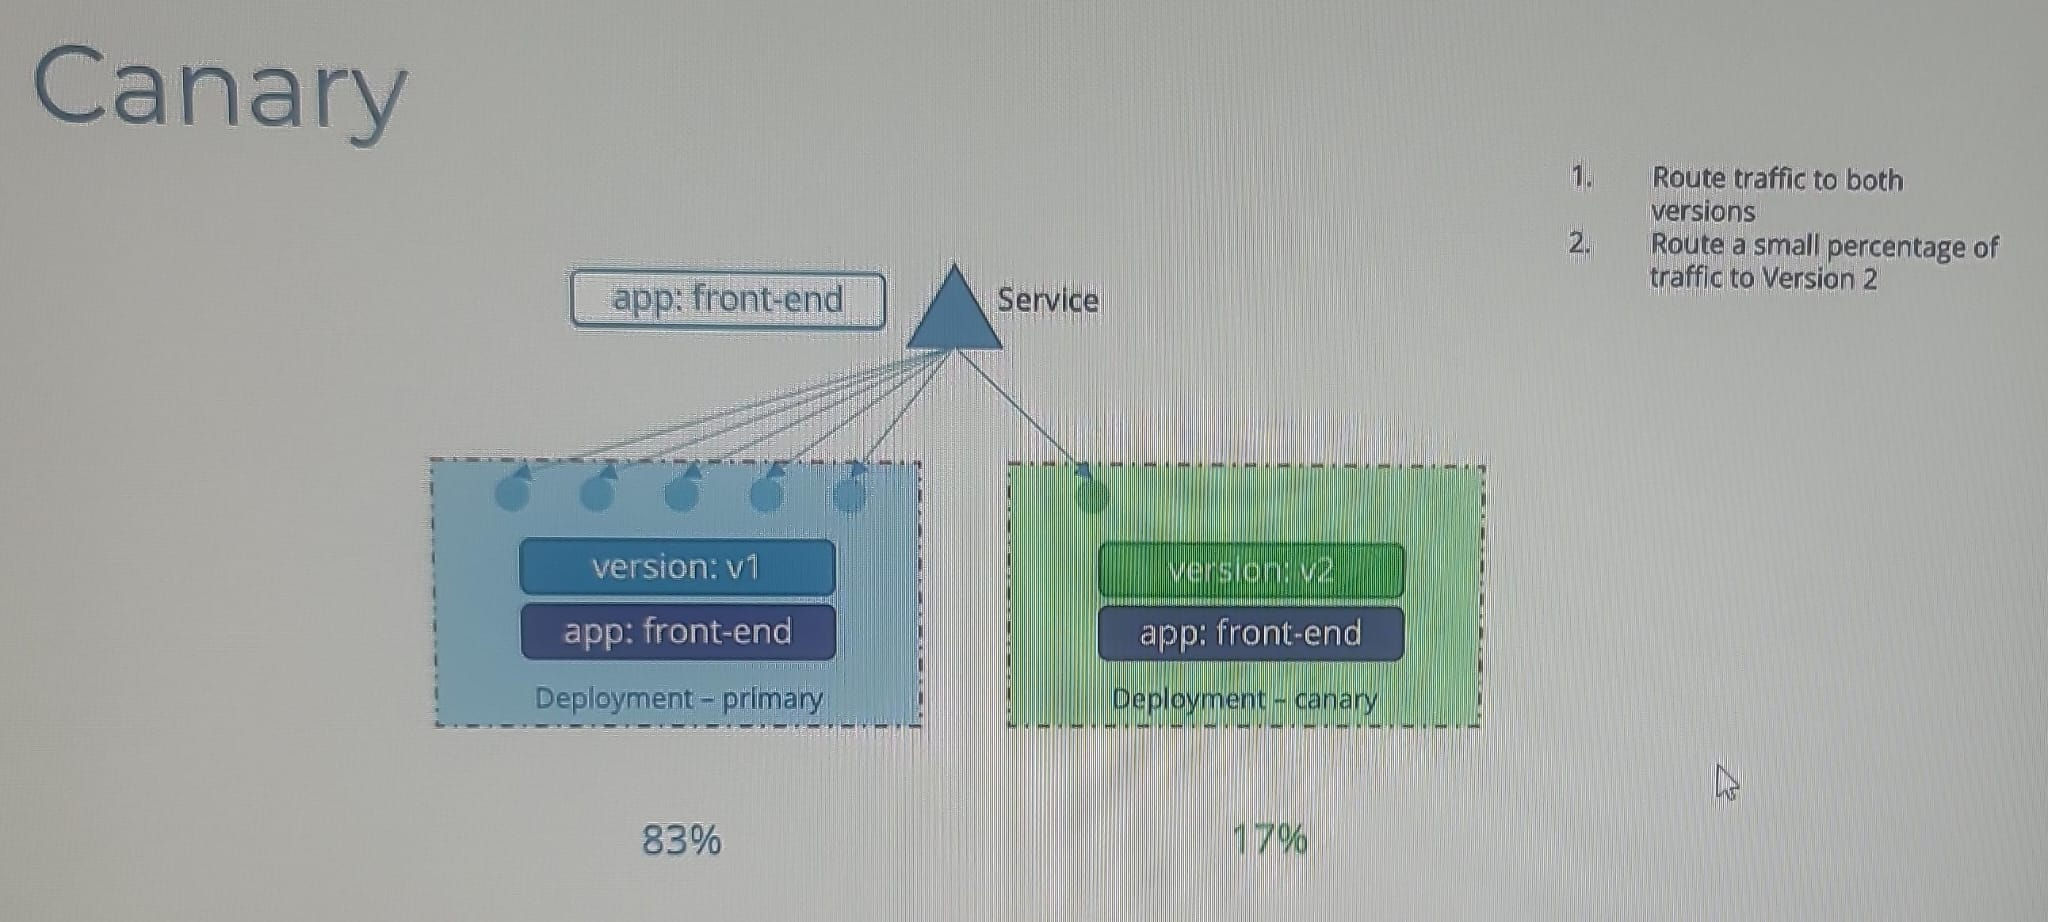 Canary
1. Route traffic to both
versions
2. Route a small percentage of
traffic to Version 2
app: front-end
Service
version: v1
app: front-end
Deployment – primary
version: v2
app: front-end
Deployment – canary
83%
17%